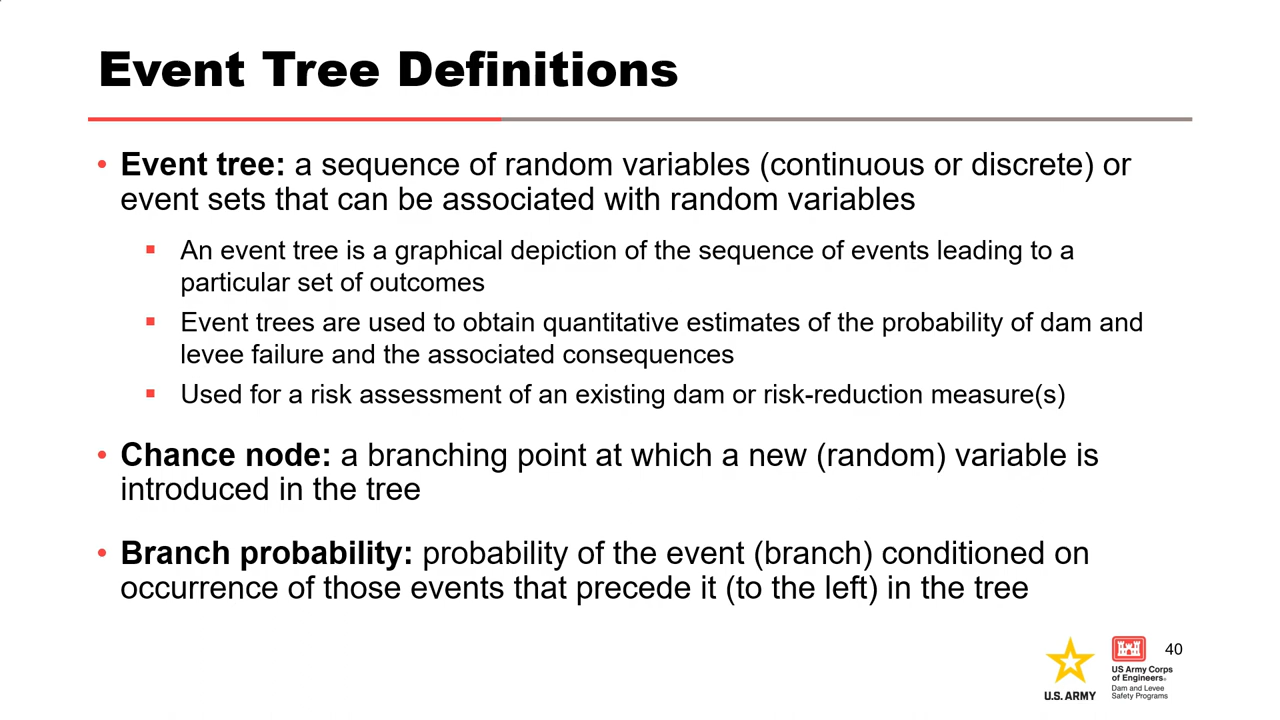 Event Tree Definitions
• Event tree: a sequence of random variables (continuous or discrete) or
event sets that can be associated with random variables
▪ An event tree is a graphical depiction of the sequence of events leading to a
particular set of outcomes
▪ Event trees are used to obtain quantitative estimates of the probability of dam and
levee failure and the associated consequences
▪ Used for a risk assessment of an existing dam or risk-reduction measure(s)
• Chance node: a branching point at which a new (random) variable is
introduced in the tree
• Branch probability: probability of the event (branch) conditioned on
occurrence of those events that precede it (to the left) in the tree
40
U.S. ARMY
US Army Corps
of Engineers®
Dam and Levee
Safety Programs